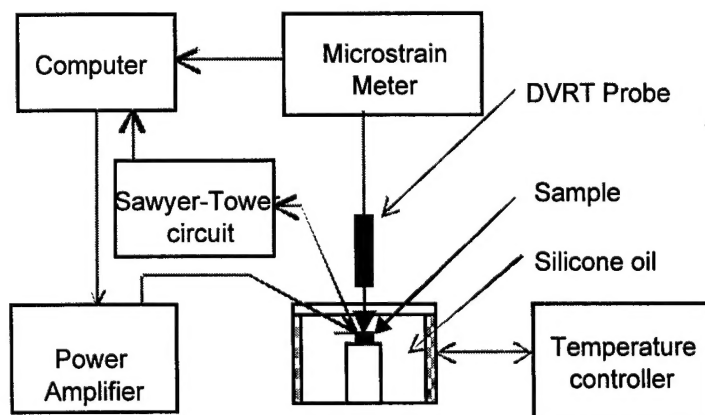 Computer
Microstrain
Meter
DVRT Probe
Sawyer-Tower
circuit
Sample
Silicone oil
Power
Amplifier
Temperature
controller